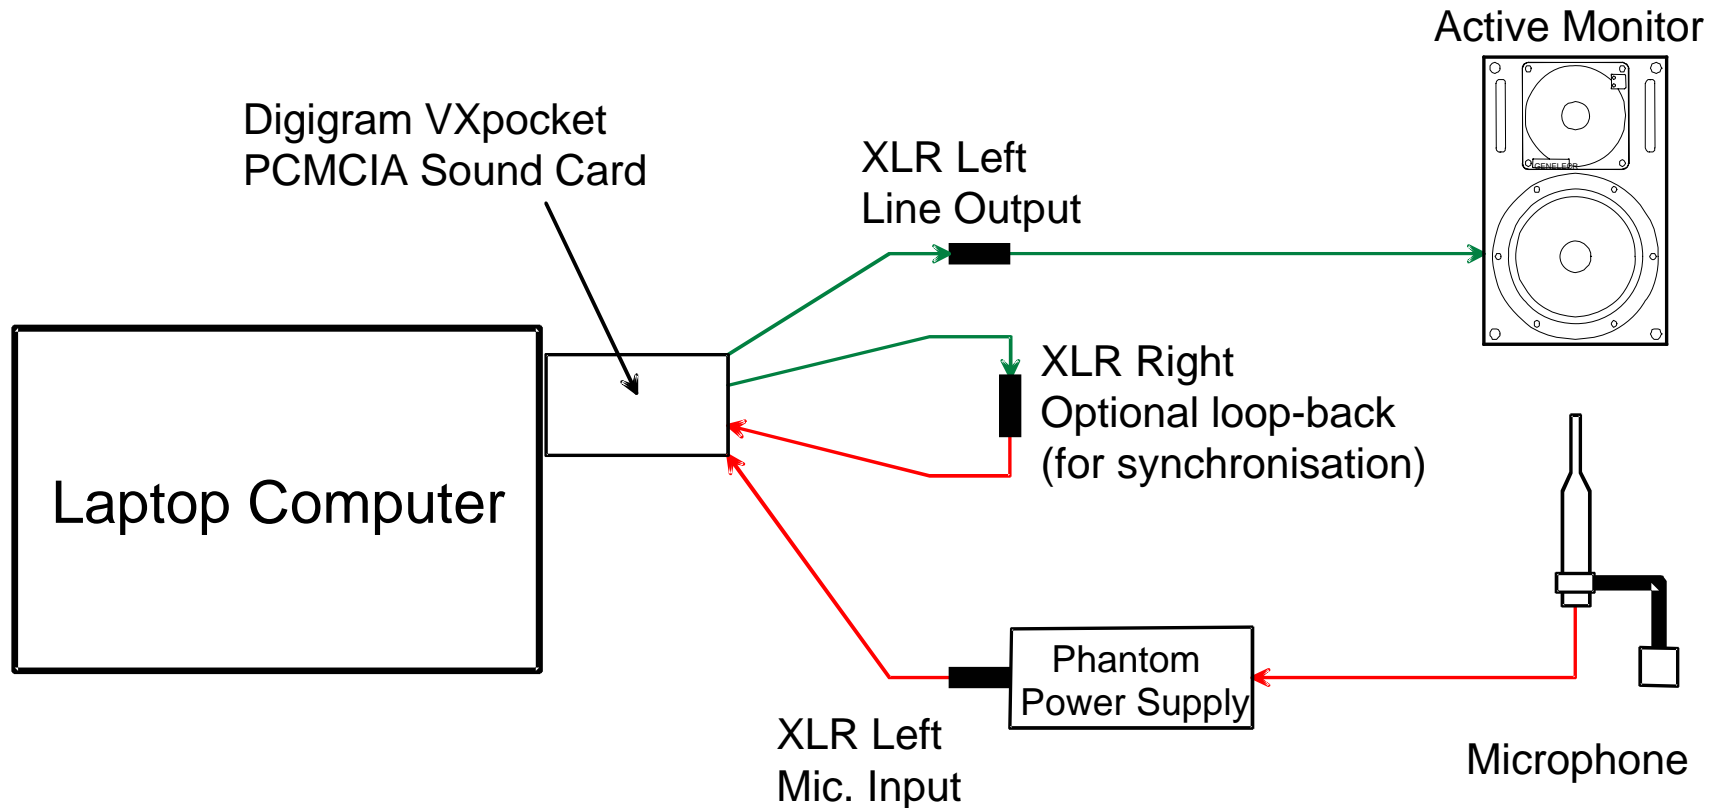 Active Monitor
Digigram VXpocket
PCMCIA Sound Card
XLR Left
Line Output
XLR Right
Optional loop-back
(for synchronisation)
Laptop Computer
Phantom
Power Supply
XLR Left
Mic. Input
Microphone